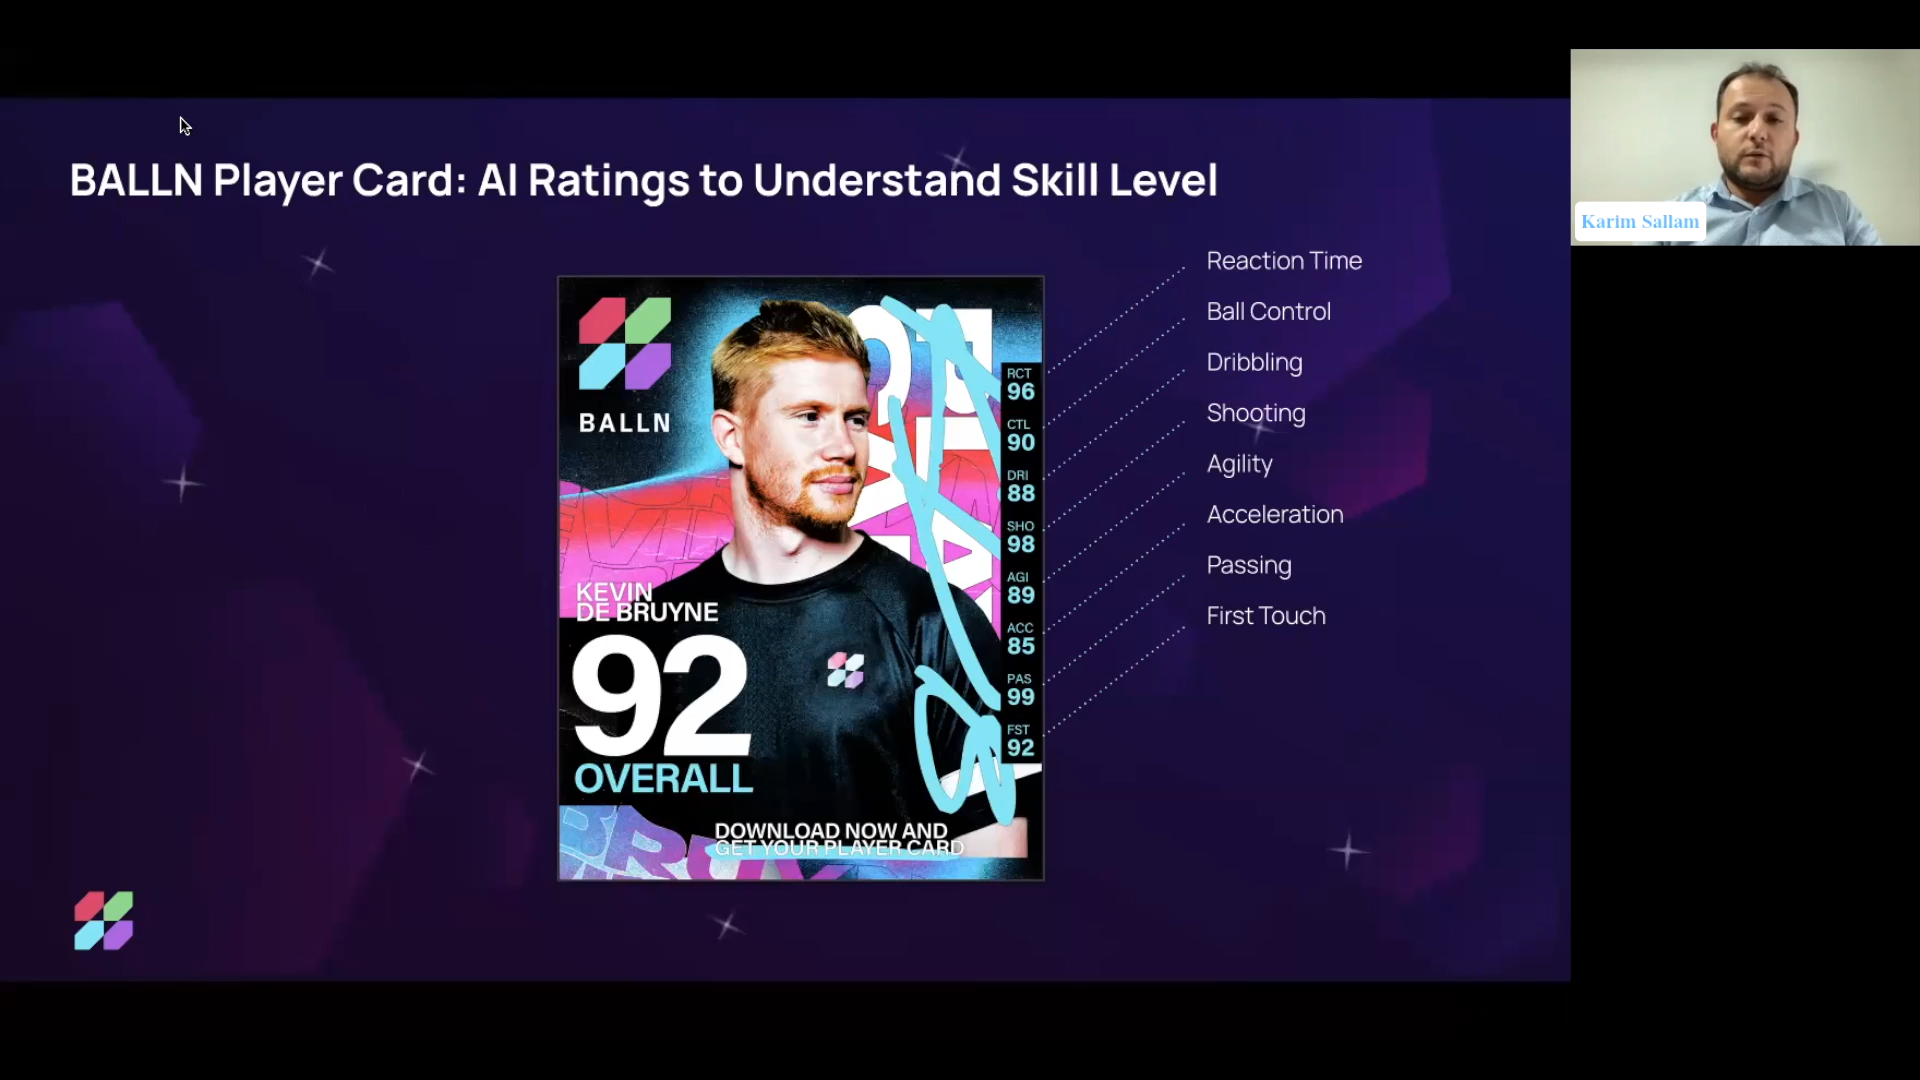 BALLN Player Card: AI Ratings to Understand Skill Level
Karim Sallam
BALLN
KEVIN
DE BRUYNE
92
OVERALL
DOWNLOAD NOW AND
GET YOUR PLAYER CARD
RCT
96
CTL
90
DRI
88
SHO
98
AGI
89
ACC
85
PAS
99
FST
92
Reaction Time
Ball Control
Dribbling
Shooting
Agility
Acceleration
Passing
First Touch